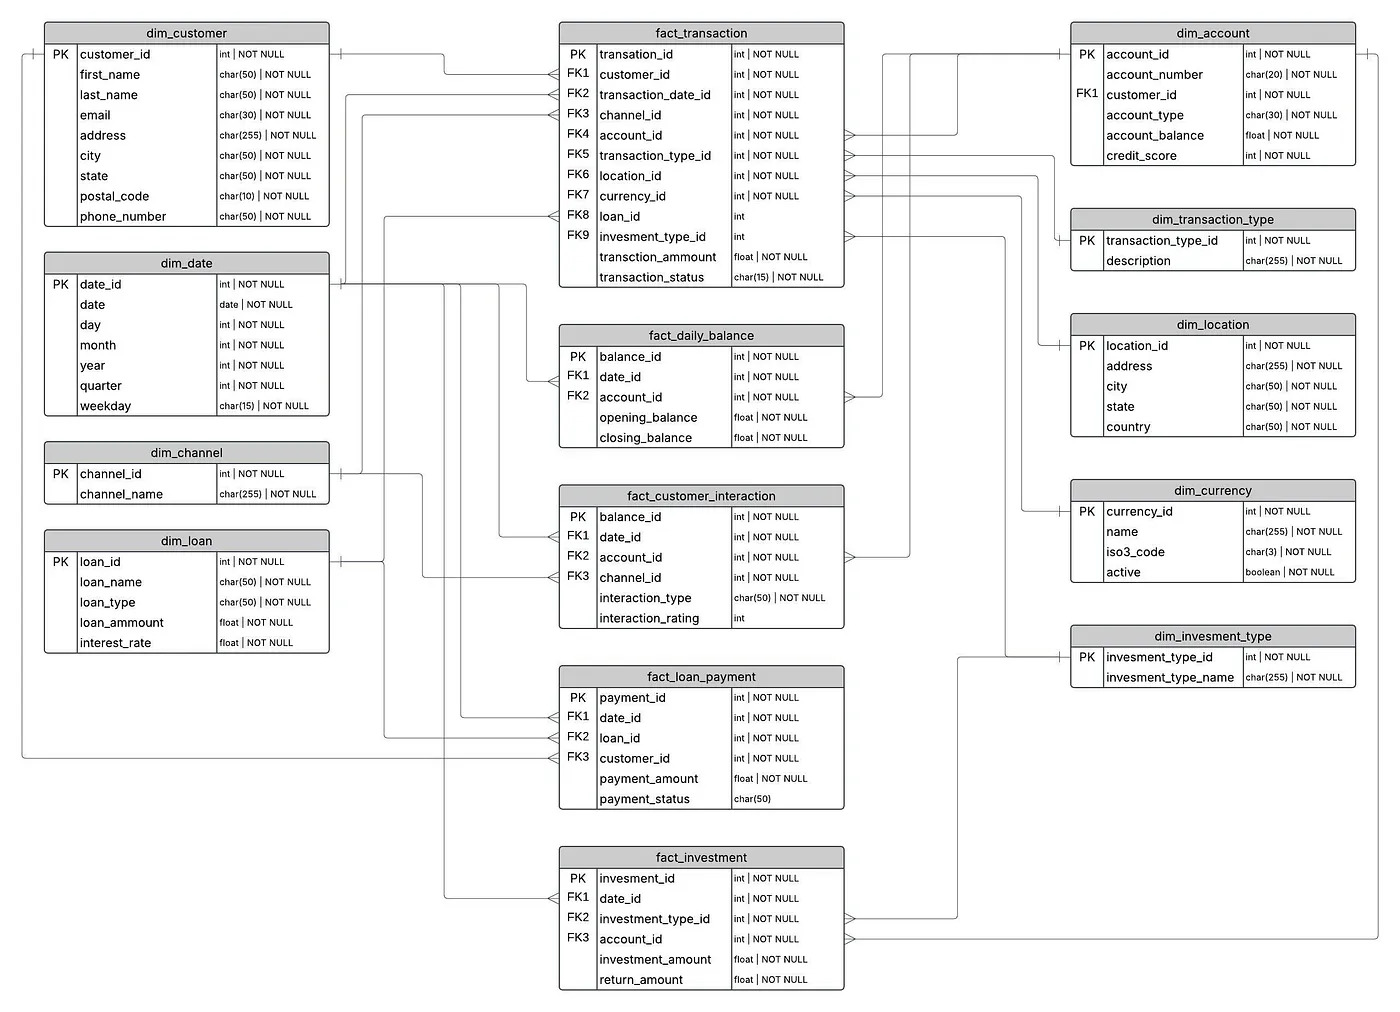 dim_customer
PK customer_id int | NOT NULL
first_name char(50) | NOT NULL
last_name char(50) | NOT NULL
email char(30) | NOT NULL
address char(255) | NOT NULL
city char(50) | NOT NULL
state char(50) | NOT NULL
postal_code char(10) | NOT NULL
phone_number char(50) | NOT NULL
dim_date
PK date_id int | NOT NULL
date date | NOT NULL
day int | NOT NULL
month int | NOT NULL
year int | NOT NULL
quarter int | NOT NULL
weekday char(15) | NOT NULL
dim_channel
PK channel_id int | NOT NULL
channel_name char(255) | NOT NULL
dim_loan
PK loan_id int | NOT NULL
loan_name char(50) | NOT NULL
loan_type char(50) | NOT NULL
loan_ammount float | NOT NULL
interest_rate float | NOT NULL
fact_transaction
PK transation_id int | NOT NULL
FK1 customer_id int | NOT NULL
FK2 transaction_date_id int | NOT NULL
FK3 channel_id int | NOT NULL
FK4 account_id int | NOT NULL
FK5 transaction_type_id int | NOT NULL
FK6 location_id int | NOT NULL
FK7 currency_id int | NOT NULL
FK8 loan_id int
FK9 invesment_type_id int
transction_ammount float | NOT NULL
transaction_status char(15) | NOT NULL
fact_daily_balance
PK balance_id int | NOT NULL
FK1 date_id int | NOT NULL
FK2 account_id int | NOT NULL
opening_balance float | NOT NULL
closing_balance float | NOT NULL
fact_customer_interaction
PK balance_id int | NOT NULL
FK1 date_id int | NOT NULL
FK2 account_id int | NOT NULL
FK3 channel_id int | NOT NULL
interaction_type char(50) | NOT NULL
interaction_rating int
fact_loan_payment
PK payment_id int | NOT NULL
FK1 date_id int | NOT NULL
FK2 loan_id int | NOT NULL
FK3 customer_id int | NOT NULL
payment_amount float | NOT NULL
payment_status char(50)
fact_investment
PK invesment_id int | NOT NULL
FK1 date_id int | NOT NULL
FK2 investment_type_id int | NOT NULL
FK3 account_id int | NOT NULL
investment_amount float | NOT NULL
return_amount float | NOT NULL
dim_account
PK account_id int | NOT NULL
account_number char(20) | NOT NULL
FK1 customer_id int | NOT NULL
account_type char(30) | NOT NULL
account_balance float | NOT NULL
credit_score int | NOT NULL
dim_transaction_type
PK transaction_type_id int | NOT NULL
description char(255) | NOT NULL
dim_location
PK location_id int | NOT NULL
address char(255) | NOT NULL
city char(50) | NOT NULL
state char(50) | NOT NULL
country char(50) | NOT NULL
dim_currency
PK currency_id int | NOT NULL
name char(255) | NOT NULL
iso3_code char(3) | NOT NULL
active boolean | NOT NULL
dim_invesment_type
PK invesment_type_id int | NOT NULL
invesment_type_name char(255) | NOT NULL